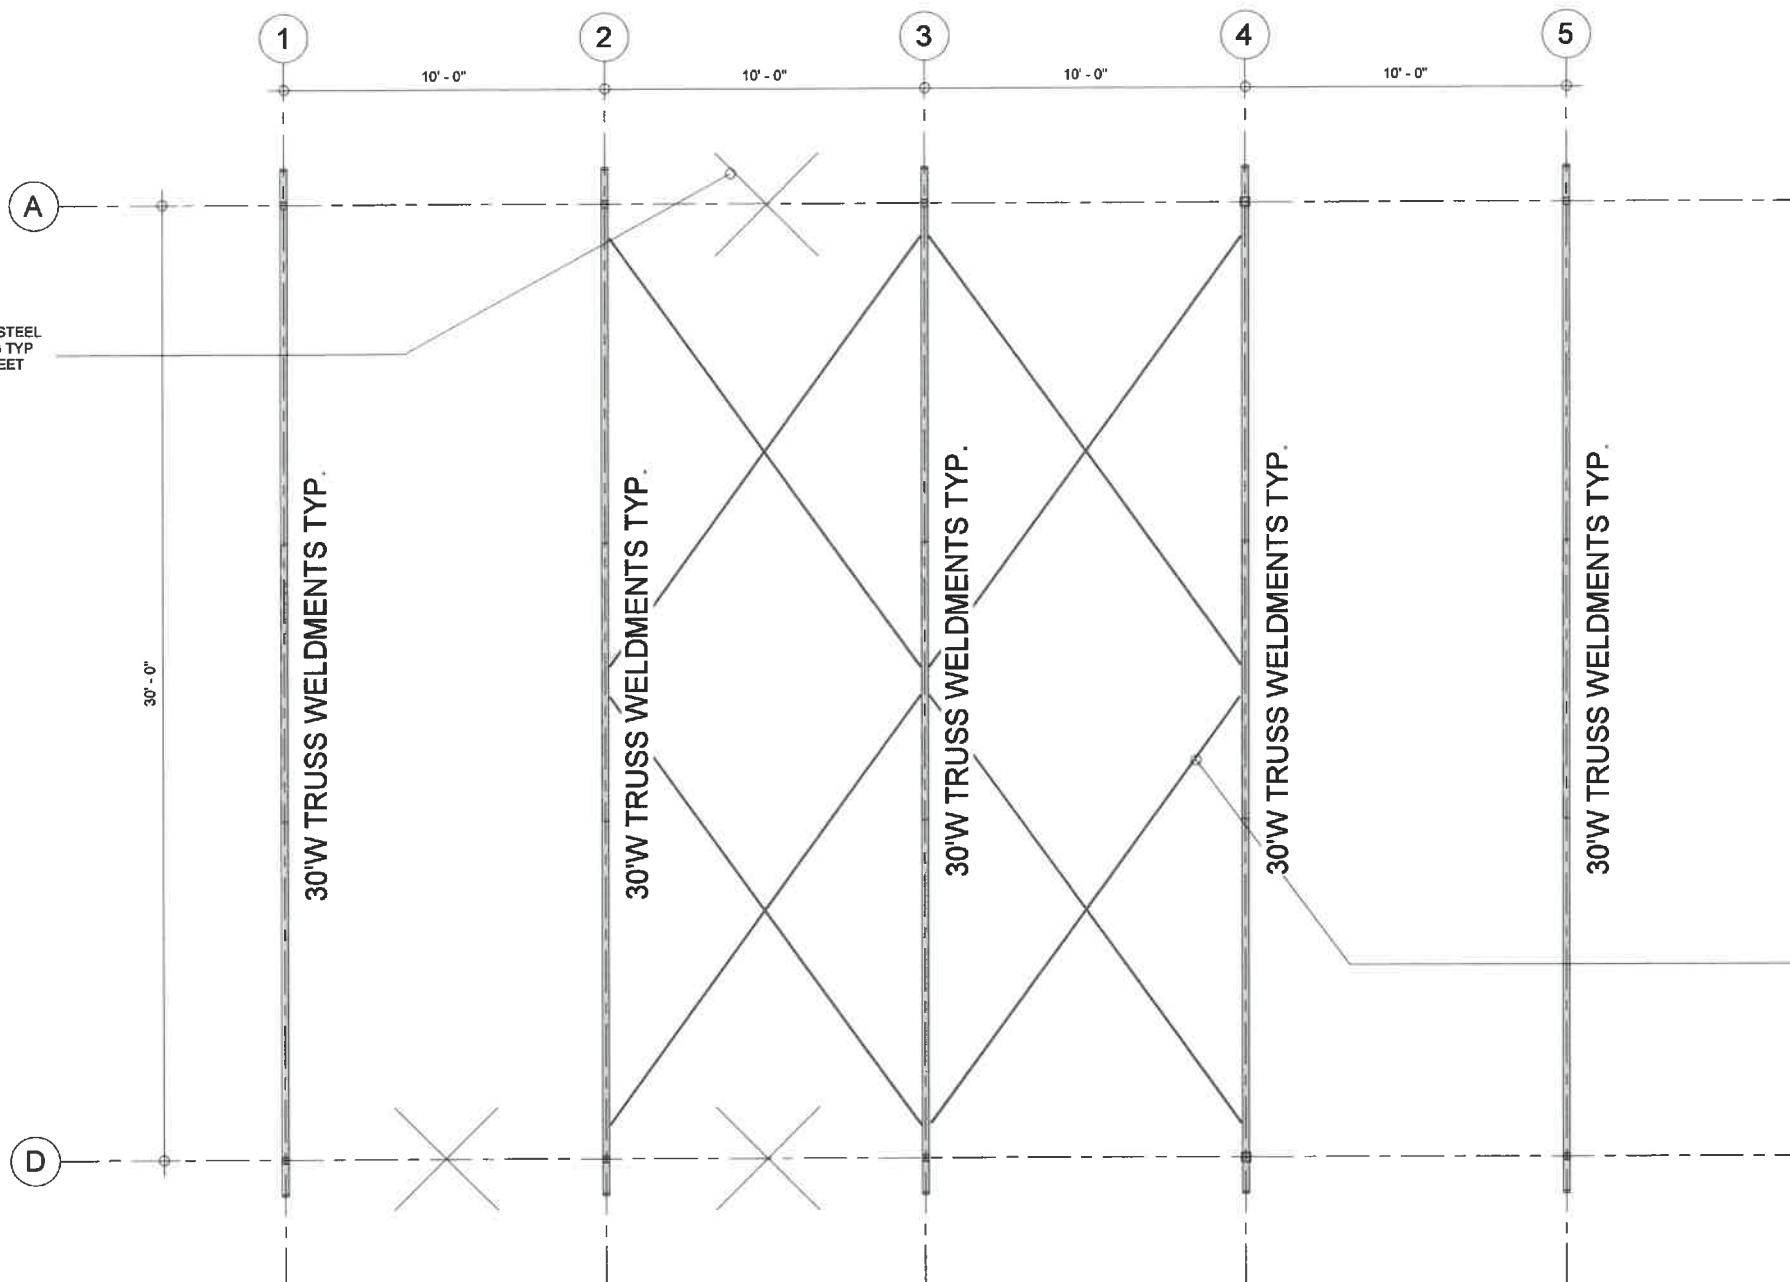 1
2
3
4
5
10' - 0"
10' - 0"
10' - 0"
10' - 0"
A
STEEL
TYP
30' - 0"
30'W TRUSS WELDMENTS TYP.
30'W TRUSS WELDMENTS TYP.
30'W TRUSS WELDMENTS TYP.
30'W TRUSS WELDMENTS TYP.
30'W TRUSS WELDMENTS TYP.
D